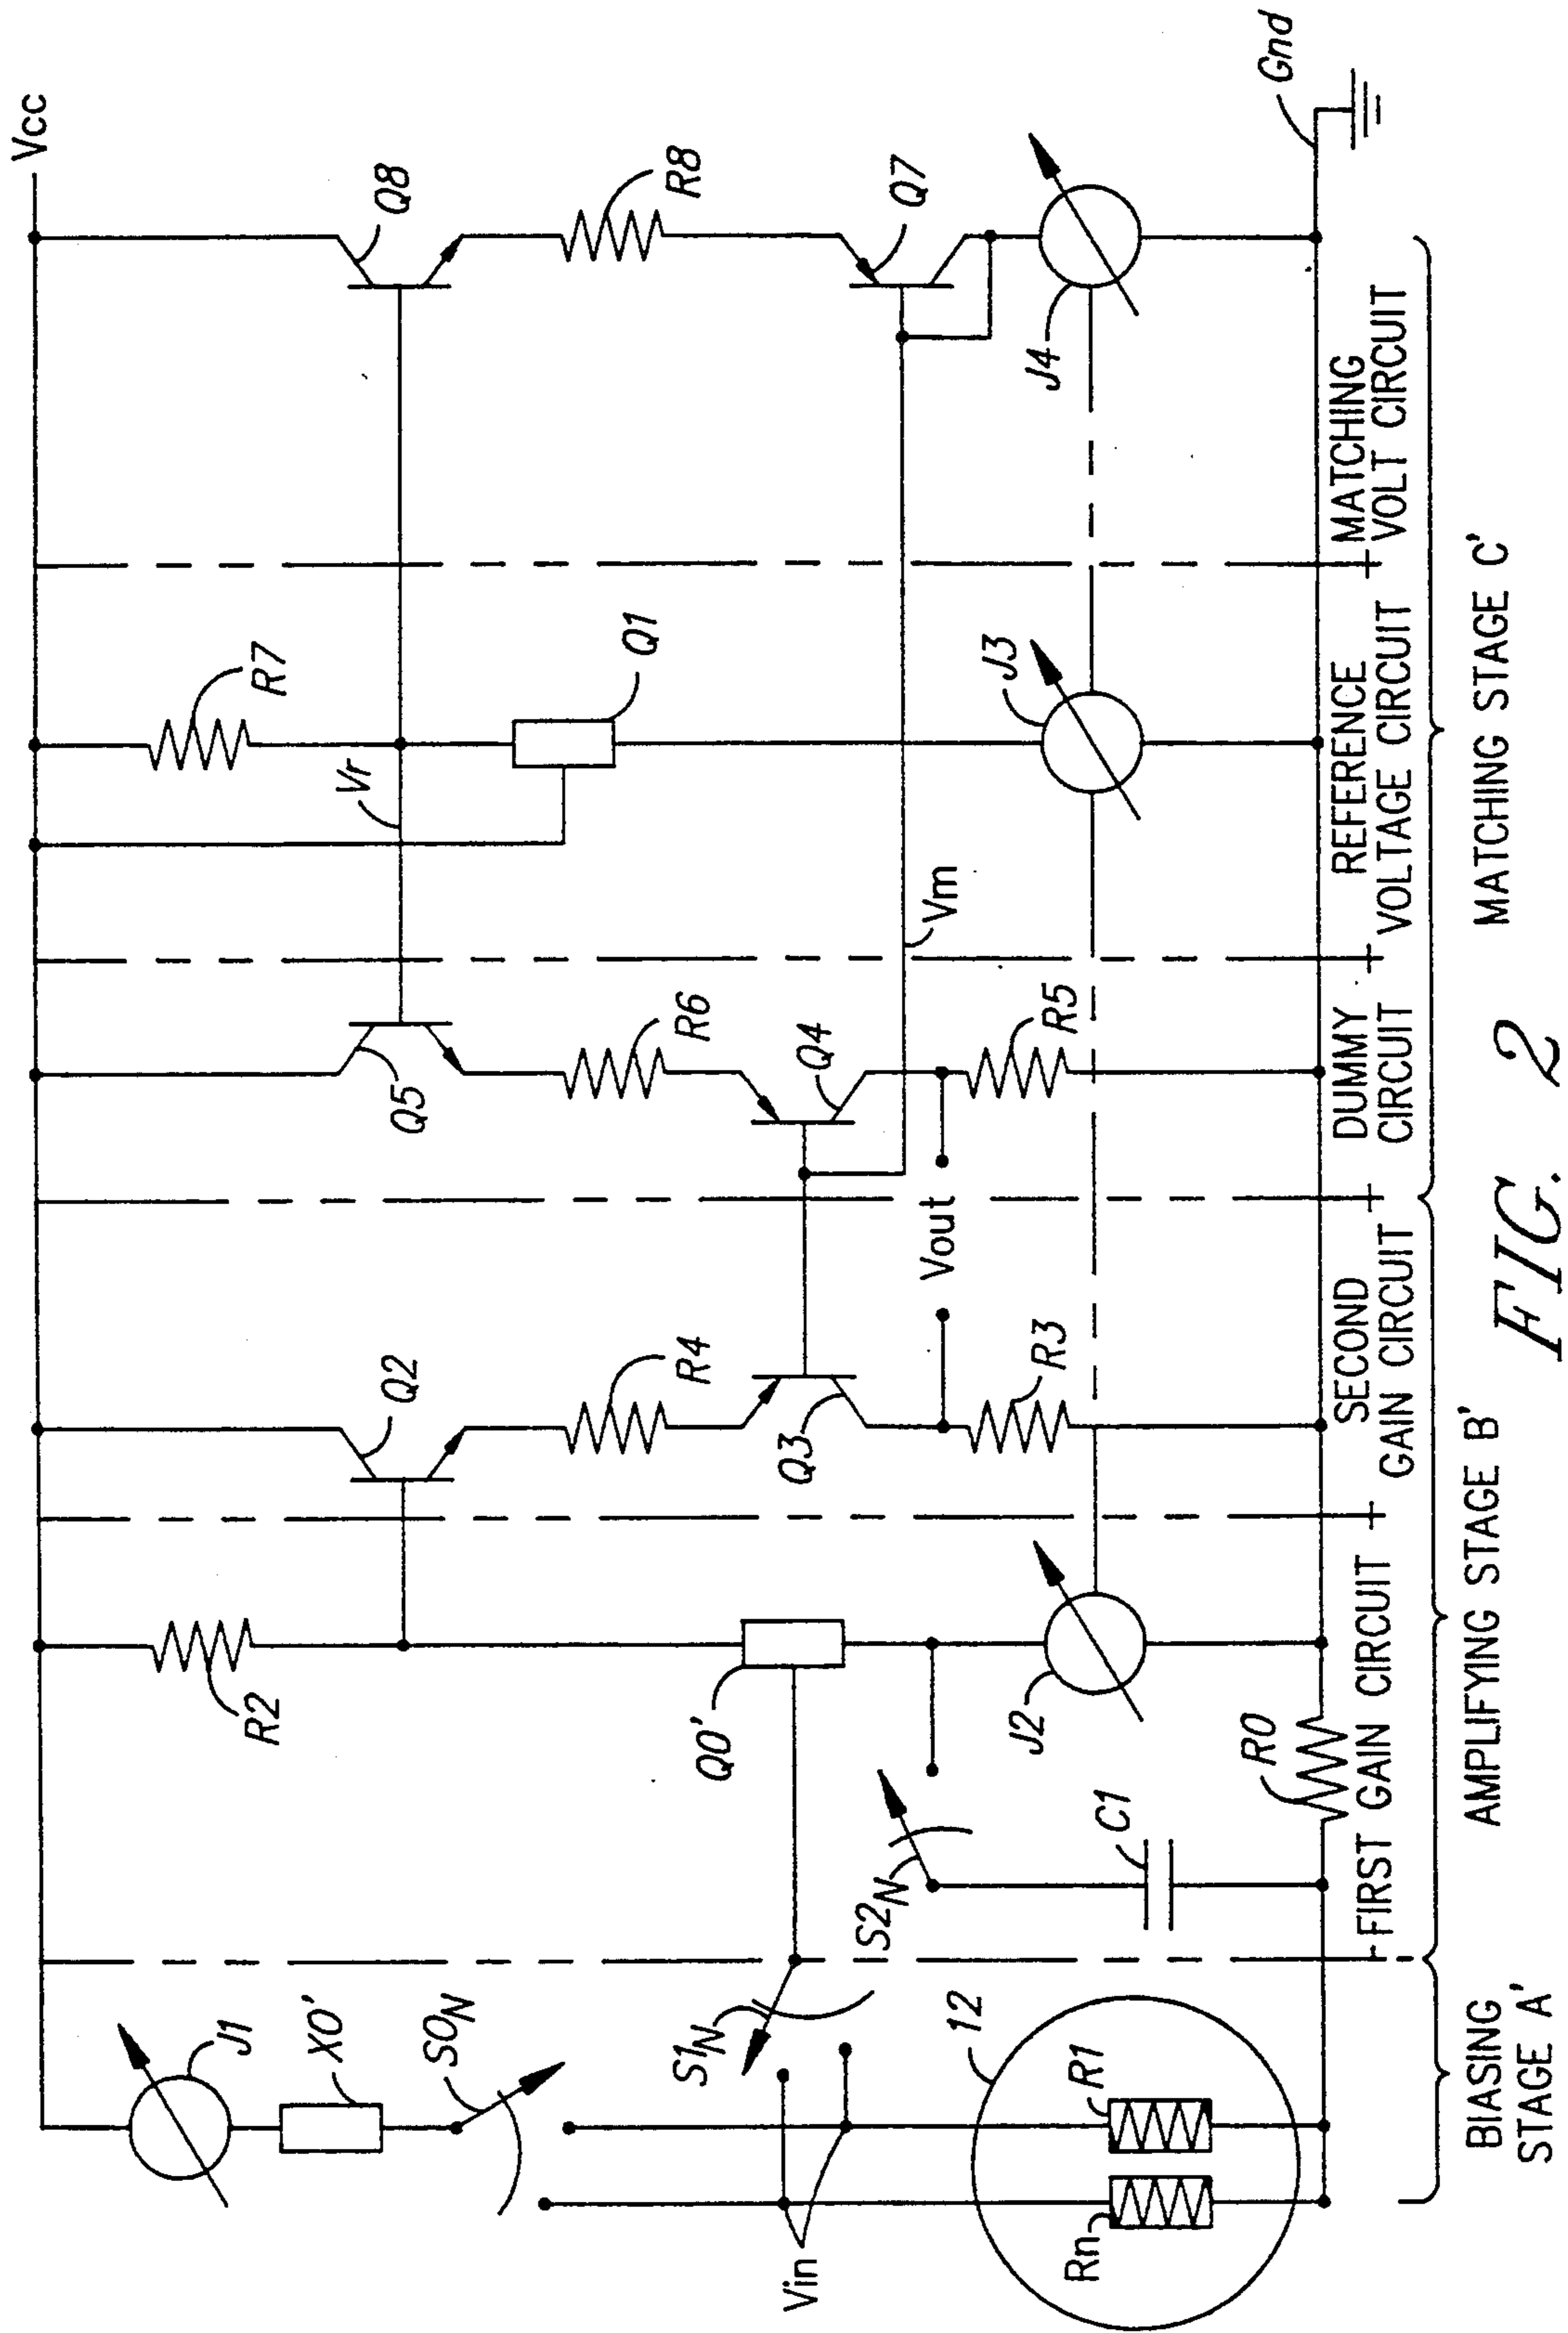 Vcc
J1
X0'
S0N
R2
Q2
Q5
R7
Q8
Vr
Q1
R8
R4
R6
Q0'
S1N
Q3
Q4
Q7
Vin
S2N
Vout
Vm
12
R1
Rn
C1
J2
R3
R5
J3
J4
R0
Gnd
FIRST GAIN CIRCUIT
SECOND
GAIN CIRCUIT
DUMMY
CIRCUIT
REFERENCE
VOLTAGE CIRCUIT
MATCHING
VOLT CIRCUIT
BIASING
STAGE A'
AMPLIFYING STAGE B'
MATCHING STAGE C'
FIG. 2